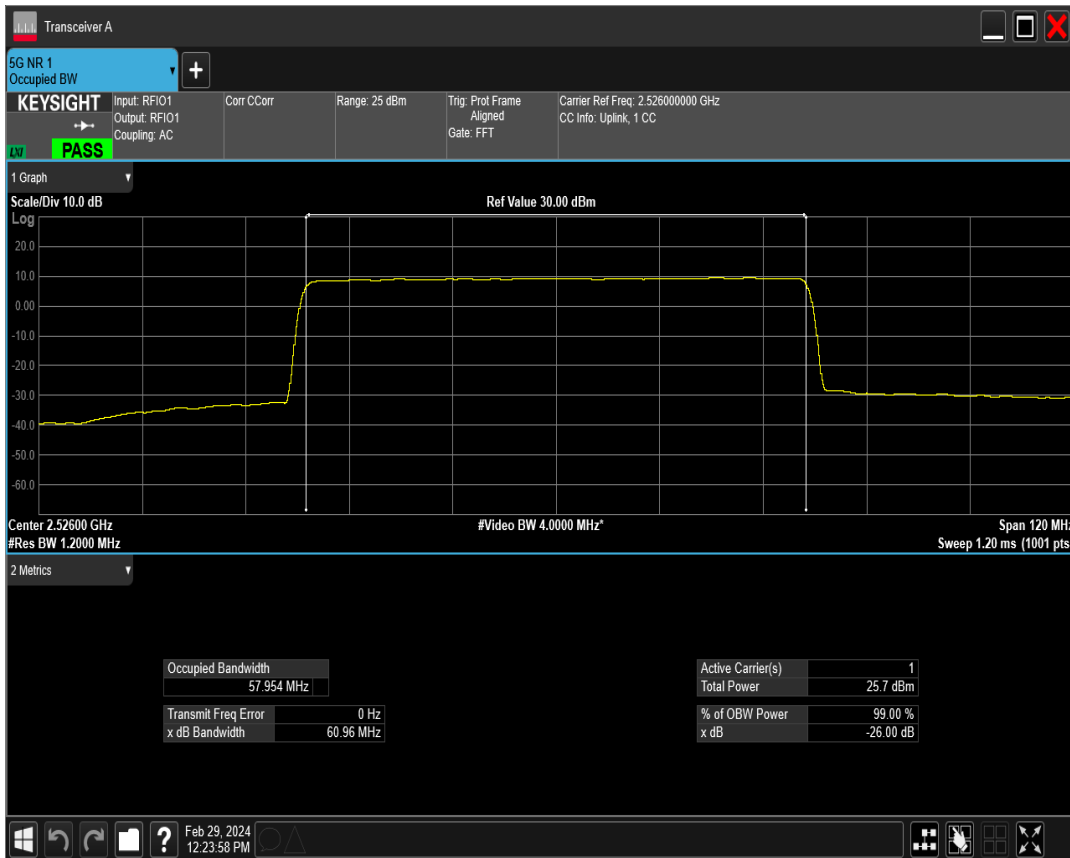 Transceiver A
5G NR 1
Occupied BW
KEYSIGHT
Input: RFIO1
Output: RFIO1
Coupling: AC
Corr CCorr
Range: 25 dBm
Trig: Prot Frame
Aligned
Gate: FFT
Carrier Ref Freq: 2.526000000 GHz
CC Info: Uplink, 1 CC
LXI
PASS
1 Graph
Scale/Div 10.0 dB
Ref Value 30.00 dBm
Log
20.0
10.0
0.00
-10.0
-20.0
-30.0
-40.0
-50.0
-60.0
Center 2.52600 GHz
#Video BW 4.0000 MHz*
Span 120 MHz
#Res BW 1.2000 MHz
Sweep 1.20 ms (1001 pts
2 Metrics
Occupied Bandwidth
57.954 MHz
Transmit Freq Error 0 Hz
x dB Bandwidth 60.96 MHz
Active Carrier(s) 1
Total Power 25.7 dBm
% of OBW Power 99.00 %
x dB -26.00 dB
?
Feb 29, 2024
12:23:58 PM